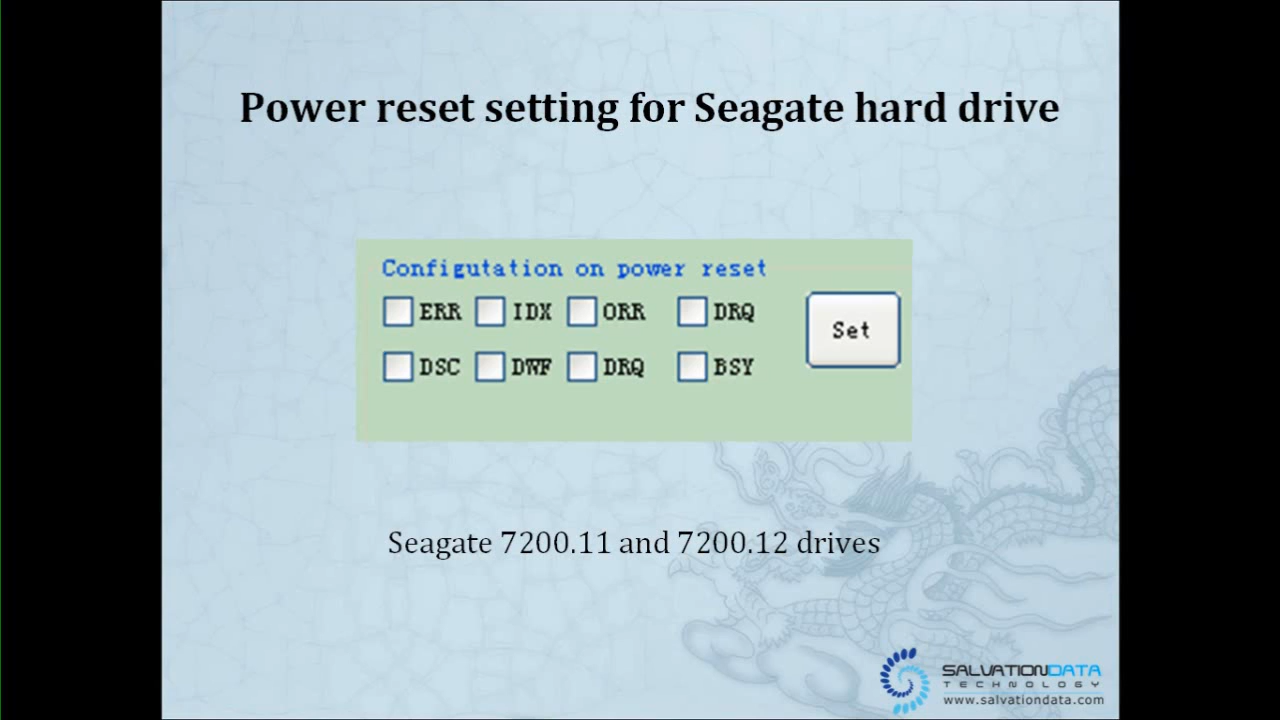 Power reset setting for Seagate hard drive
Configutation on power reset
ERR IDX ORR DRQ
Set
DSC DWF DRQ BSY
Seagate 7200.11 and 7200.12 drives
SALVATIONDATA
TECHNOLOGY
www.salvationdata.com